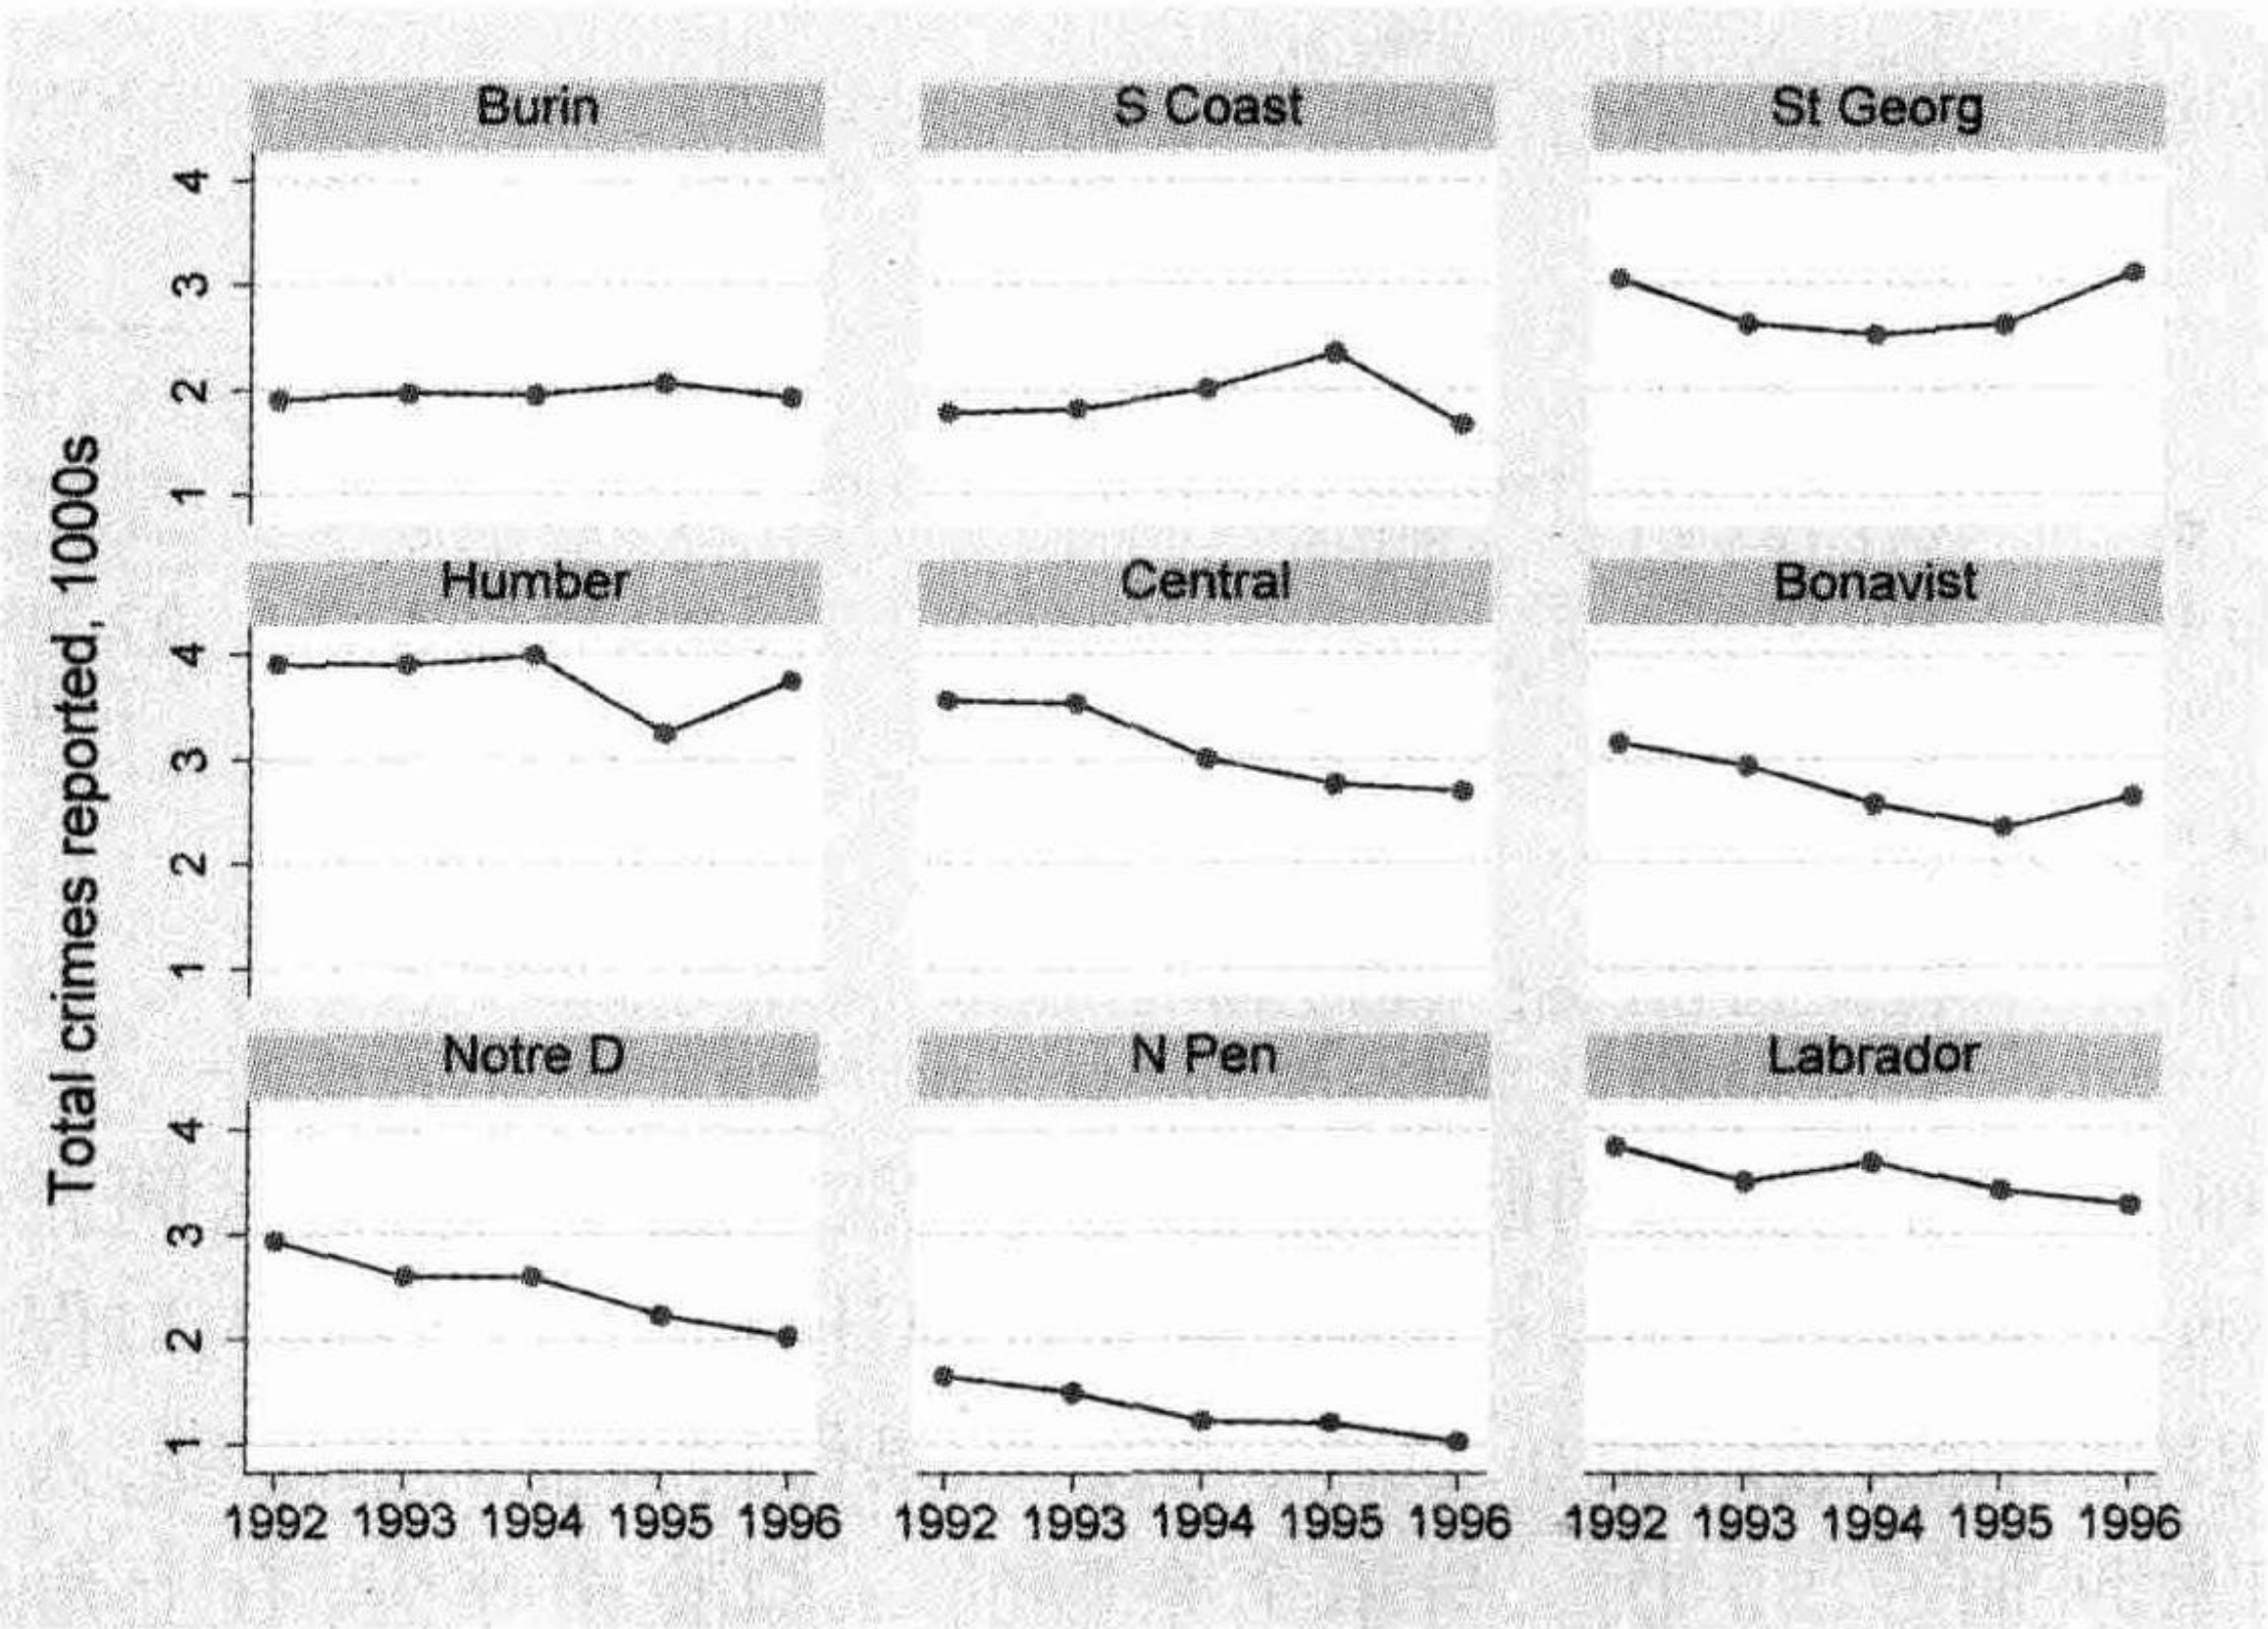 Total crimes reported, 1000s
Burin
S Coast
St Georg
4
3
2
1
Humber
Central
Bonavist
4
3
2
1
Notre D
N Pen
Labrador
4
3
2
1
1992 1993 1994 1995 1996
1992 1993 1994 1995 1996
1992 1993 1994 1995 1996